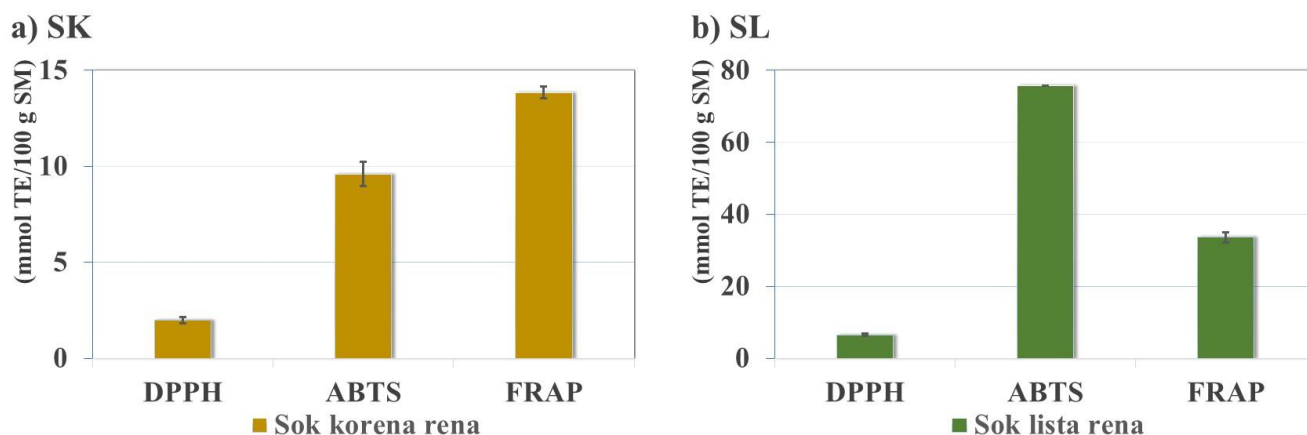 a) SK
(mmol TE/100 g SM)
15
10
5
0
DPPH ABTS FRAP
Sok korena rena
b) SL
(mmol TE/100 g SM)
80
60
40
20
0
DPPH ABTS FRAP
Sok lista rena